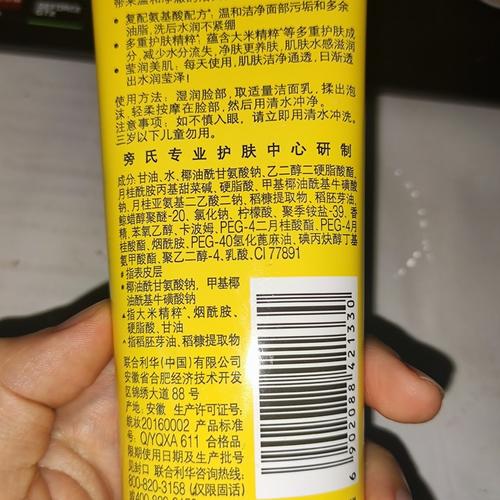 • 复配氨基酸配方*，温和洁净面部污垢和多余
油脂，洗后水润不紧绷
• 多重护肤精粹▲，蕴含大米精粹^等多重护肤成
分，减少水分流失，净肤更养肤，肌肤水感滋润
• 莹润美肌：每天使用，肌肤洁净通透，日渐透
出水润莹泽!
使用方法：湿润脸部，取适量洁面乳，揉出泡
沫，轻柔按摩在脸部，然后用清水冲净。
注意事项：如不慎入眼，请立即用清水冲洗。
三岁以下儿童勿用。
旁氏专业护肤中心研制
成分:甘油、水、椰油酰甘氨酸钠、乙二醇二硬脂酸酯、
月桂酰胺丙基甜菜碱、硬脂酸、甲基椰油酰基牛磺酸
钠、月桂亚氨基二乙酸二钠、稻糠提取物、稻胚芽油、
鲸蜡醇聚醚-20、氯化钠、柠檬酸、聚季铵盐-39、香
精、苯氧乙醇、卡波姆、PEG-4二月桂酸酯、PEG-4月
桂酸酯、烟酰胺、PEG-40氢化蓖麻油、碘丙炔醇丁基
氨甲酸酯、聚乙二醇-4、乳酸、CI 77891
• 指表皮层
* 椰油酰甘氨酸钠，甲基椰
油酰基牛磺酸钠
▲指大米精粹^、烟酰胺、
硬脂酸、甘油
^ 指稻胚芽油、稻糠提取物
联合利华(中国)有限公司
安徽省合肥经济技术开发
区锦绣大道 88 号
产地：安徽 生产许可证号:
皖妆20160002 产品标准
号：Q/YQXA 611 合格品
限期使用日期及生产批号
见封口 联合利华咨询热线:
800-820-3158 (仅限固话)
6 902088 421330